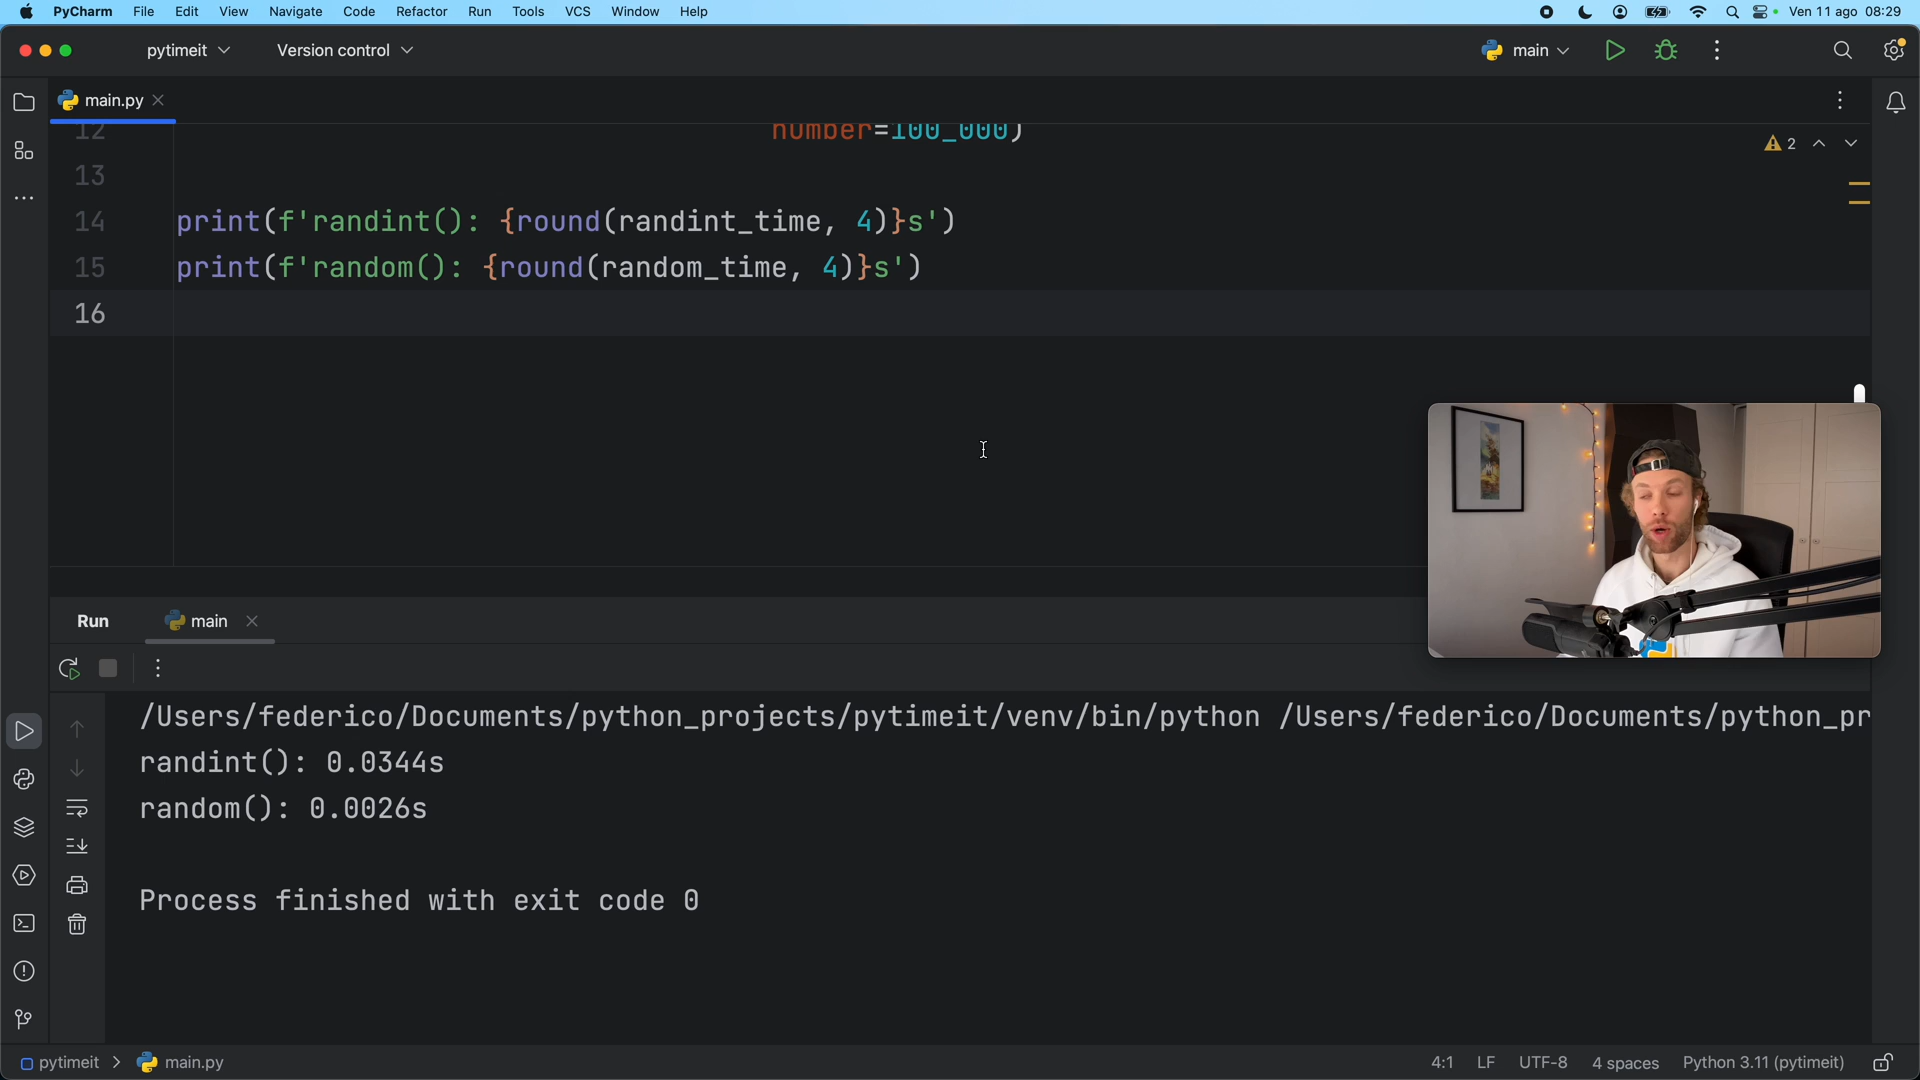 PyCharm File Edit View Navigate Code Refactor Run Tools VCS Window Help Ven 11 ago 08:29
pytimeit Version control main
main.py
12 number=100_000)
2
13
14 print(f'randint(): {round(randint_time, 4)}s')
15 print(f'random(): {round(random_time, 4)}s')
16
Run main
/Users/federico/Documents/python_projects/pytimeit/venv/bin/python /Users/federico/Documents/python_pr
randint(): 0.0344s
random(): 0.0026s
Process finished with exit code 0
pytimeit > main.py 4:1 LF UTF-8 4 spaces Python 3.11 (pytimeit)